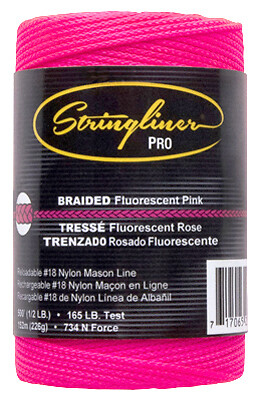 Stringliner
PRO
BRAIDED Fluorescent Pink
TRESSÉ Fluorescent Rose
TRENZADO Rosado Fluorescente
Reloadable #18 Nylon Mason Line
Rechargeable #18 Nylon Maçon en Ligne
Recargable #18 de Nylon Línea de Albañil
500' (1/2 LB.) • 165 LB. Test
152m (226g) • 734 N Force